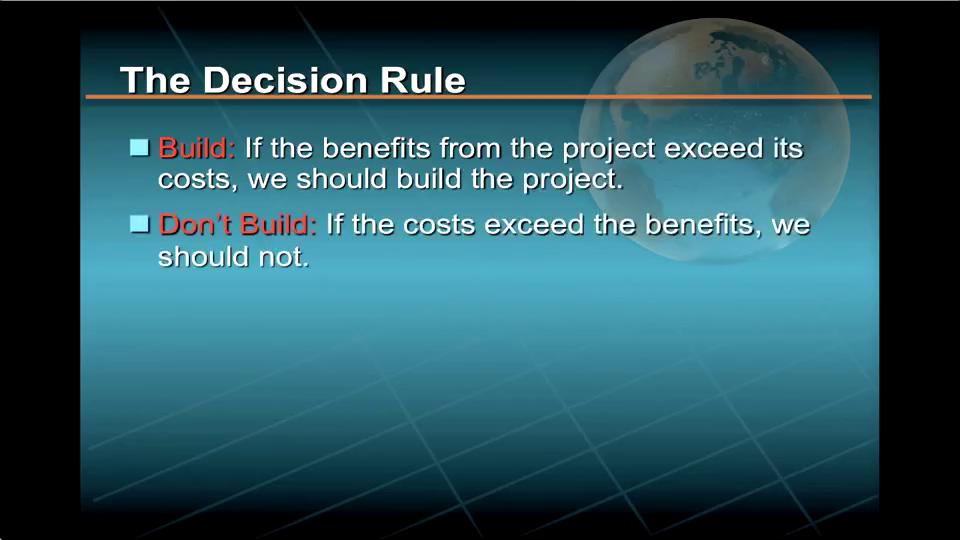 The Decision Rule
Build: If the benefits from the project exceed its
costs, we should build the project.
Don't Build: If the costs exceed the benefits, we
should not.